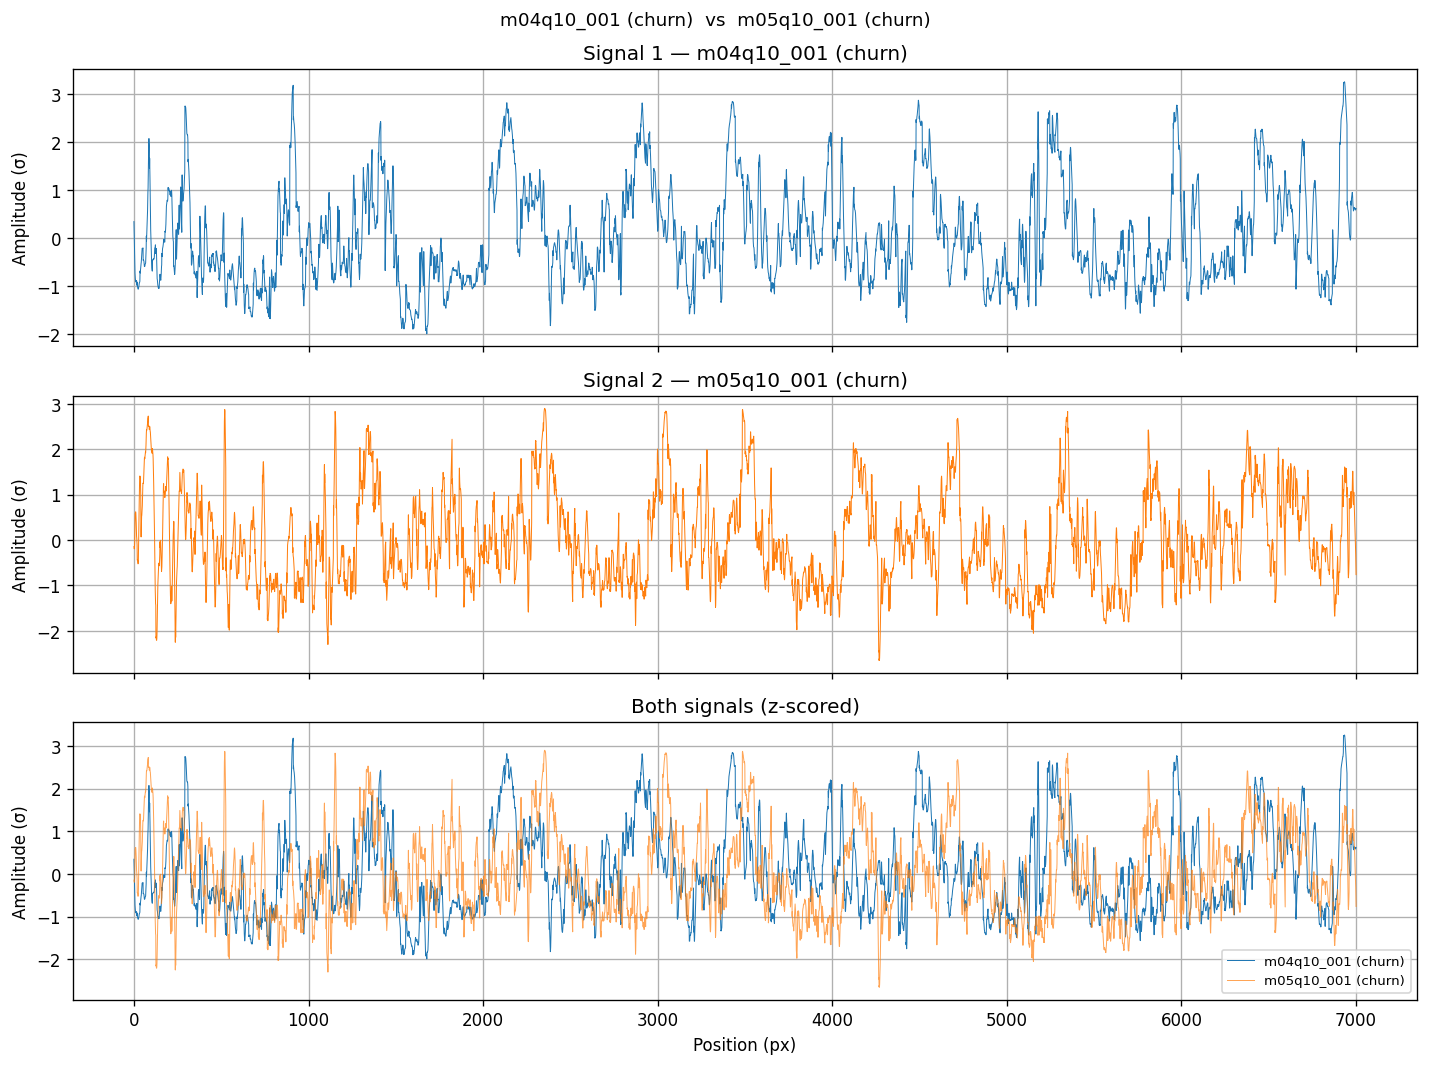 m04q10_001 (churn)  vs  m05q10_001 (churn)
Signal 1 — m04q10_001 (churn)
Amplitude (σ)
3
2
1
0
−1
−2
Signal 2 — m05q10_001 (churn)
Amplitude (σ)
3
2
1
0
−1
−2
Both signals (z-scored)
Amplitude (σ)
3
2
1
0
−1
−2
m04q10_001 (churn)
m05q10_001 (churn)
0 1000 2000 3000 4000 5000 6000 7000
Position (px)